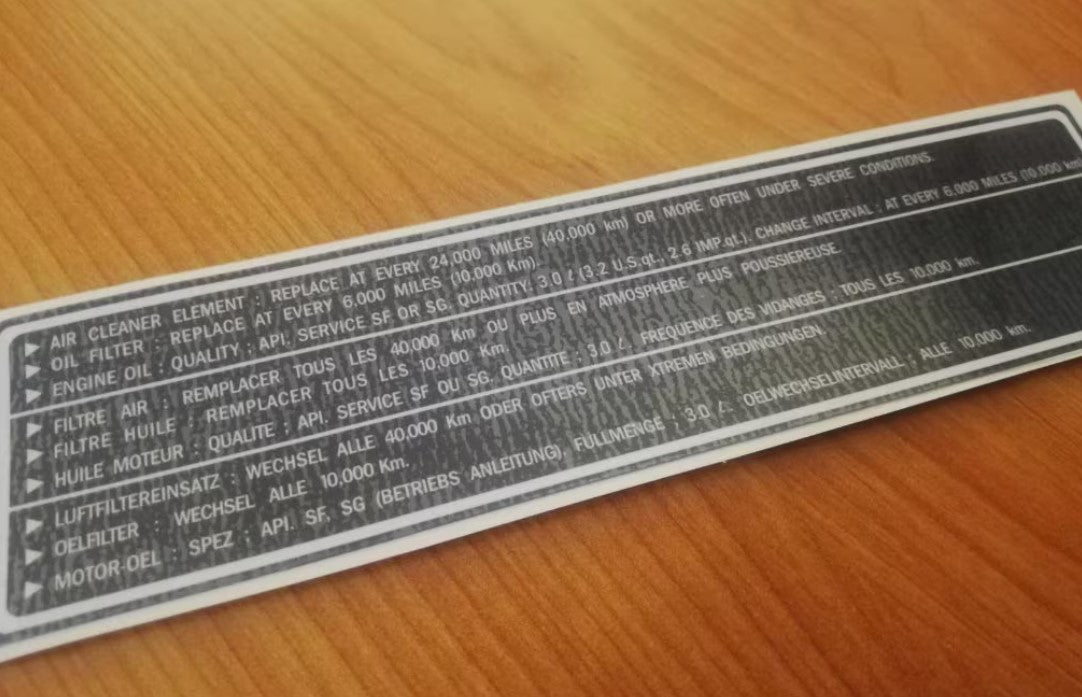 ▼ AIR CLEANER ELEMENT : REPLACE AT EVERY 24,000 MILES (40,000 km) OR MORE OFTEN UNDER SEVERE CONDITIONS.
▼ OIL FILTER : REPLACE AT EVERY 6.000 MILES (10.000 Km).
▼ ENGINE OIL : QUALITY : API. SERVICE SF OR SG. QUANTITY. 3.0 ℓ (3.2 U.S.qt., 2.6 IMP.qt.). CHANGE INTERVAL : AT EVERY 6.000 MILES (10.000 km
▼ FILTRE AIR : REMPLACER TOUS LES 40,000 Km OU PLUS EN ATMOSPHERE PLUS POUSSIEREUSE.
▼ FILTRE HUILE : REMPLACER TOUS LES 10.000 Km.
▼ HUILE MOTEUR : QUALITE : API. SERVICE SF OU SG. QUANTITE : 3.0 ℓ. FREQUENCE DES VIDANGES : TOUS LES 10.000 km.
▼ LUFTFILTEREINSATZ : WECHSEL ALLE 40,000 Km ODER OFTERS UNTER XTREMEN BEDINGUNGEN.
▼ OELFILTER : WECHSEL ALLE 10,000 Km.
▼ MOTOR-OEL : SPEZ : API. SF, SG (BETRIEBS ANLEITUNG), FULLMENGE : 3.0 ℓ. OELWECHSELINTERVALL : ALLE 10,000 km.